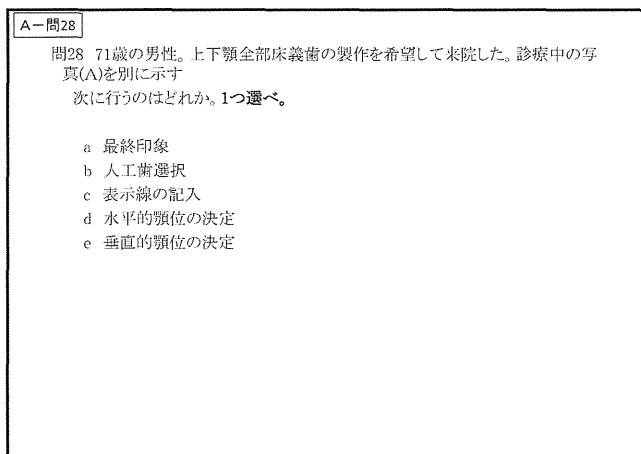 A－問28
問28 71歳の男性。上下顎全部床義歯の製作を希望して来院した。診療中の写
真(A)を別に示す
次に行うのはどれか。1つ選べ。
a 最終印象
b 人工歯選択
c 表示線の記入
d 水平的顎位の決定
e 垂直的顎位の決定